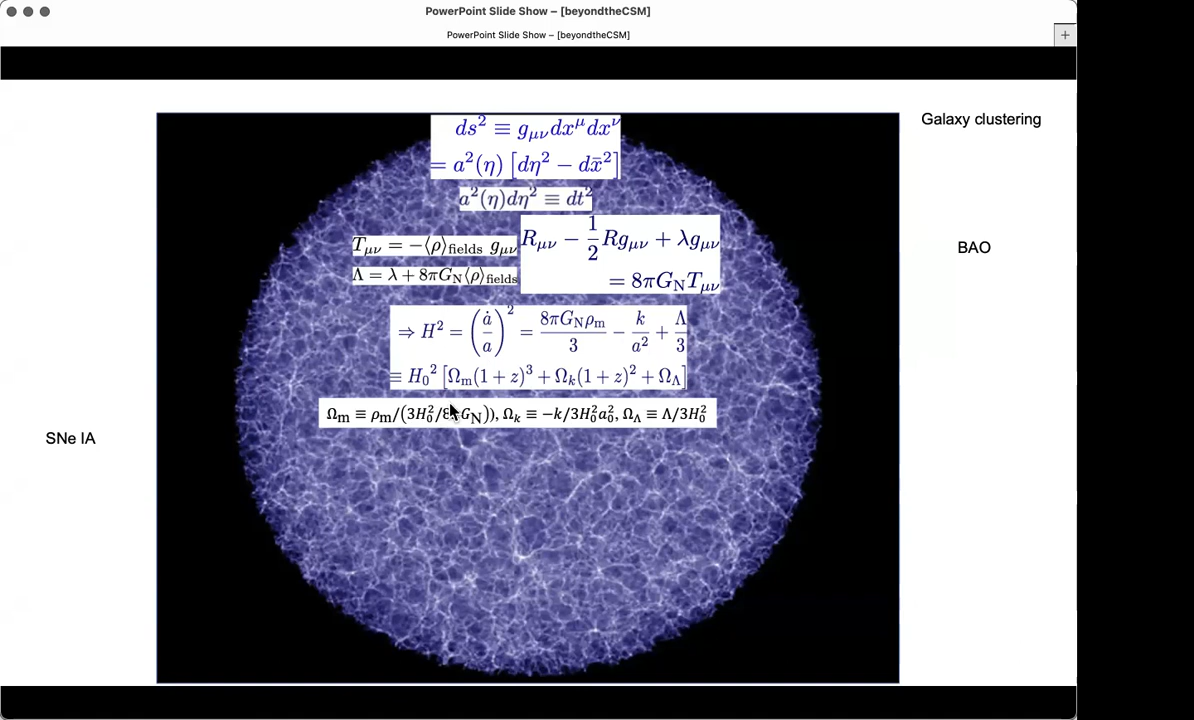 PowerPoint Slide Show – [beyondtheCSM]
PowerPoint Slide Show – [beyondtheCSM]
+
Galaxy clustering
ds² ≡ g_μν dx^μ dx^ν
= a²(η) [dη² − dx̄²]
a²(η)dη² ≡ dt²
T_μν = −⟨ρ⟩_fields g_μν
Λ = λ + 8πG_N⟨ρ⟩_fields
R_μν − 1/2 Rg_μν + λg_μν
= 8πG_N T_μν
BAO
⇒ H² = (ȧ/a)² = 8πG_Nρ_m/3 − k/a² + Λ/3
≡ H₀² [Ω_m(1 + z)³ + Ω_k(1 + z)² + Ω_Λ]
Ω_m ≡ ρ_m/(3H₀²/8πG_N)), Ω_k ≡ −k/3H₀²a₀², Ω_Λ ≡ Λ/3H₀²
SNe IA